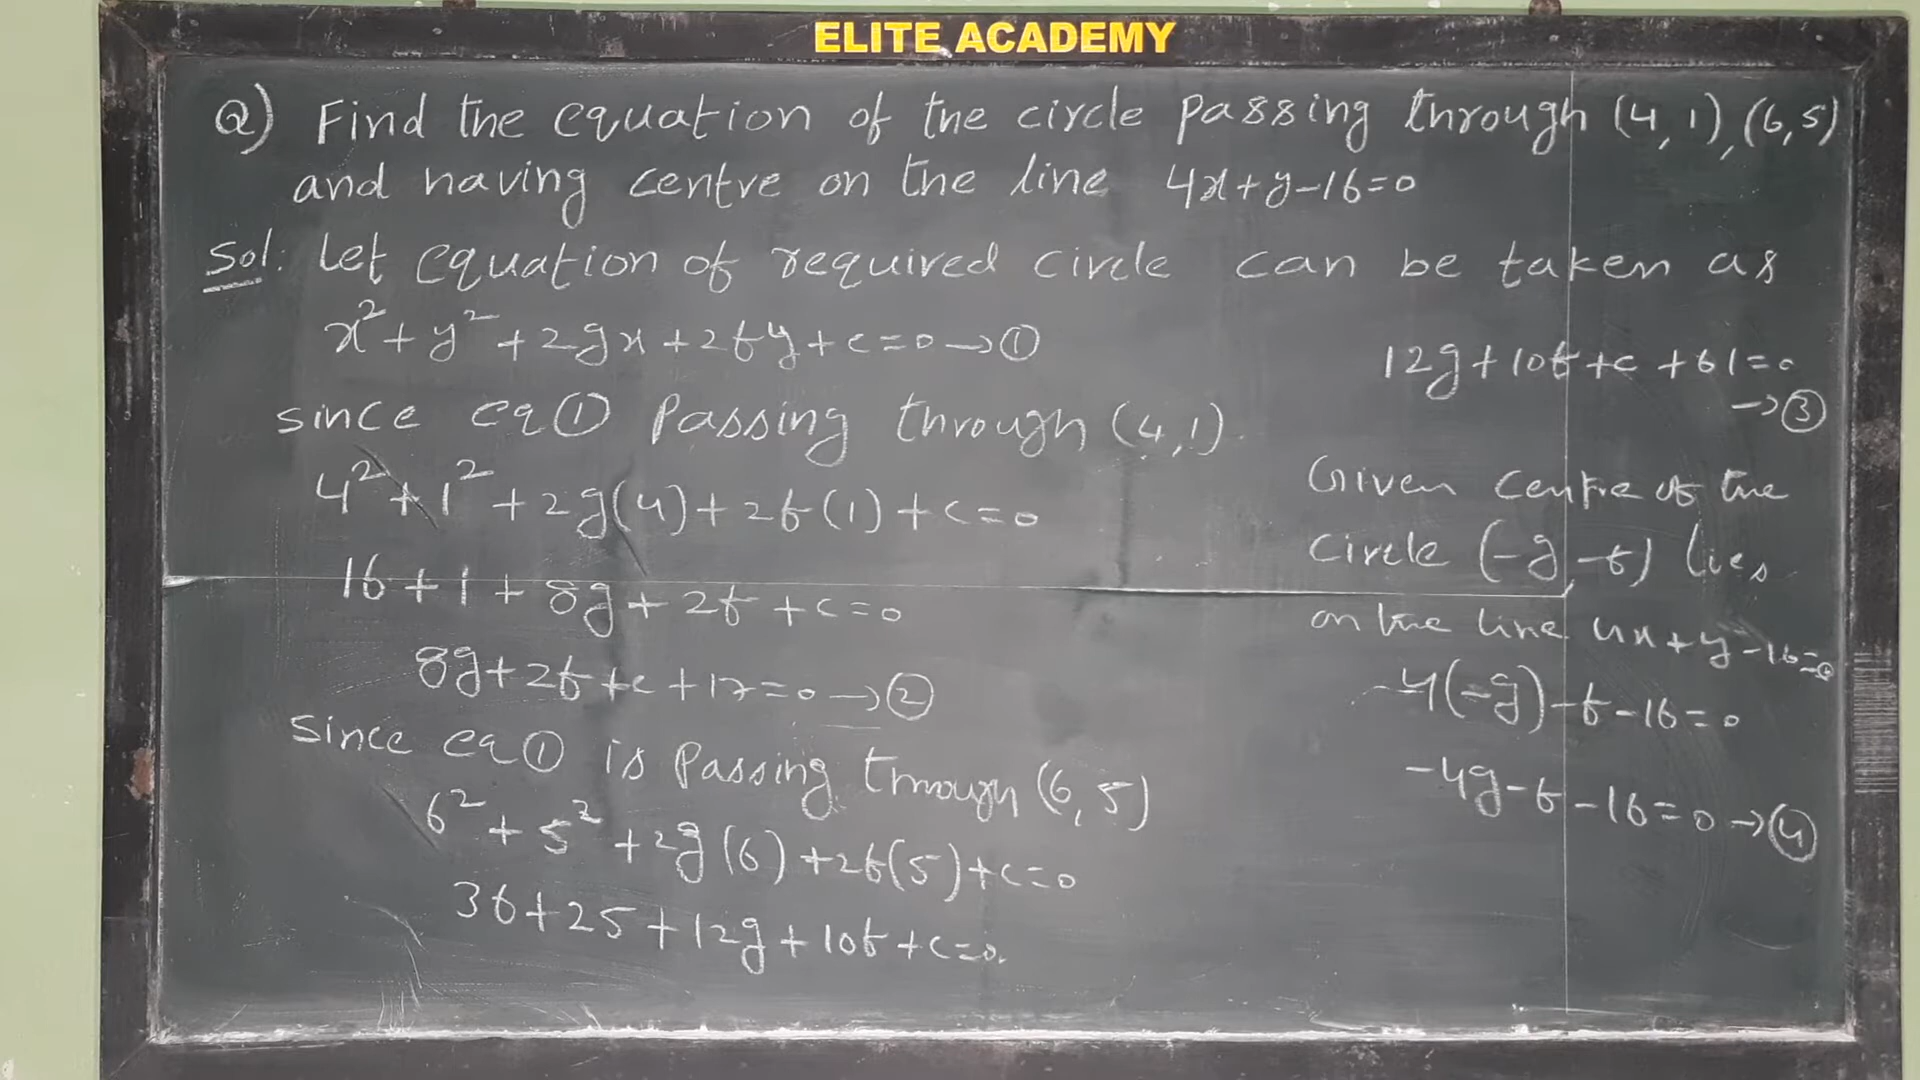 ELITE ACADEMY
Q) Find the equation of the circle passing through (4,1),(6,5)
and having centre on the line 4x+y-16=0
Sol: Let equation of required circle can be taken as
x²+y²+2gx+2fy+c=0→①
since eq① passing through (4,1).
4²+1²+2g(4)+2f(1)+c=0
16+1+8g+2f+c=0
8g+2f+c+17=0→②
since eq① is passing through (6,5)
6²+5²+2g(6)+2f(5)+c=0
36+25+12g+10f+c=0.
12g+10f+c+61=0
→③
Given centre of the
circle (-g,-f) lies
on the line 4x+y-16=0
4(-g)-f-16=0
-4g-f-16=0→④